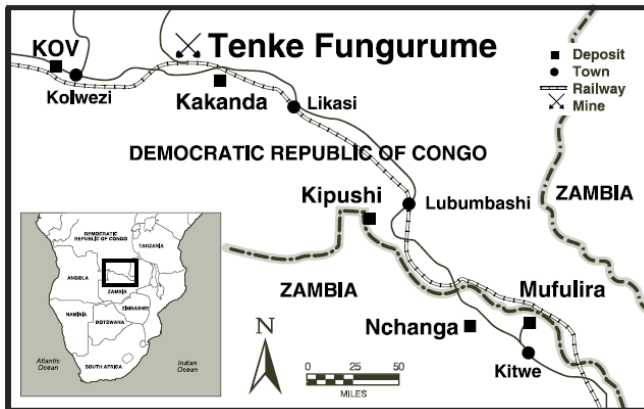 KOV
Tenke Fungurume
Deposit
Town
Railway
Mine
Kolwezi
Kakanda
Likasi
DEMOCRATIC REPUBLIC OF CONGO
ZAMBIA
Kipushi
Lubumbashi
DEMOCRATIC
REPUBLIC OF CONGO
TANZANIA
ANGOLA
ZAMBIA
ZIMBABWE
NAMIBIA
BOTSWANA
SOUTH AFRICA
Atlantic
Ocean
Indian
Ocean
ZAMBIA
Mufulira
N
Nchanga
Kitwe
0 25 50
MILES